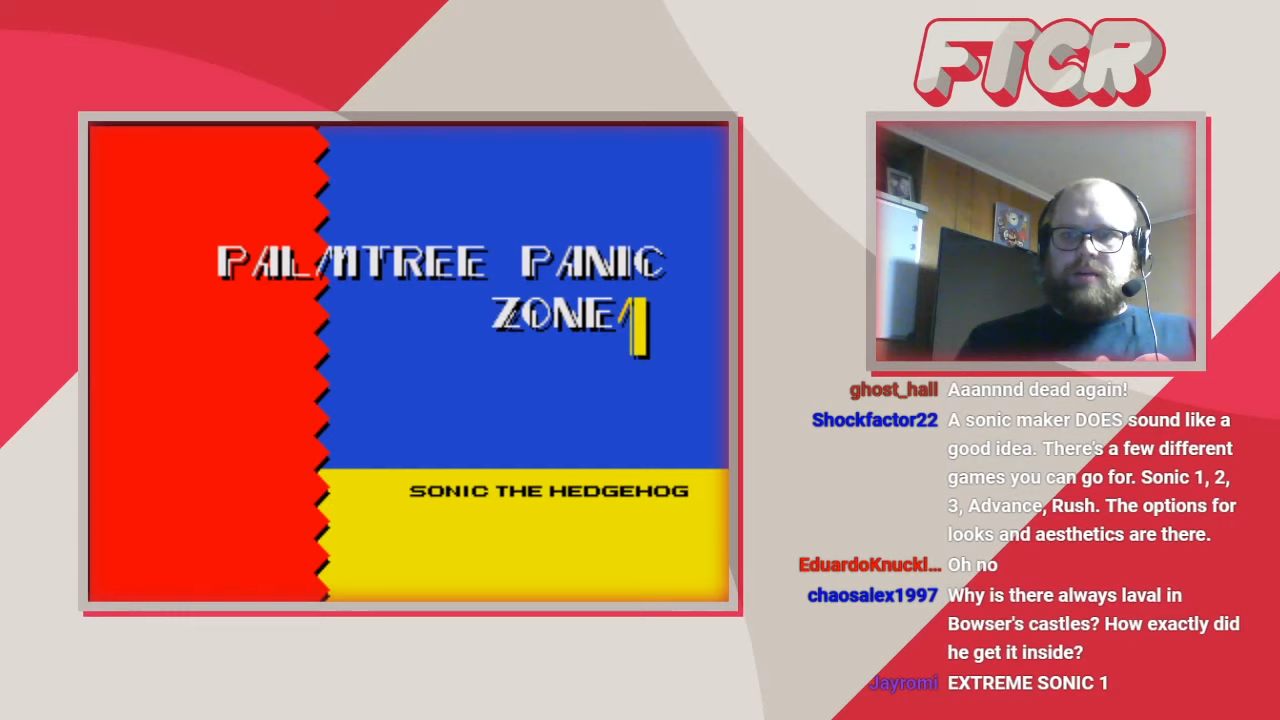 FTCR
PALMTREE PANIC
ZONE 1
SONIC THE HEDGEHOG
ghost_hall Aaannnd dead again!
Shockfactor22 A sonic maker DOES sound like a
good idea. There's a few different
games you can go for. Sonic 1, 2,
3, Advance, Rush. The options for
looks and aesthetics are there.
EduardoKnuckl... Oh no
chaosalex1997 Why is there always laval in
Bowser's castles? How exactly did
he get it inside?
Jayromi EXTREME SONIC 1